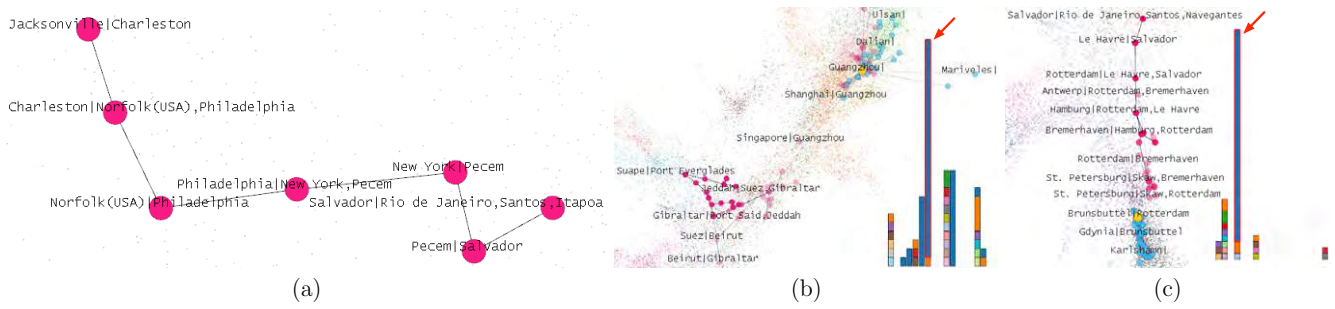 Jacksonville|Charleston
Charleston|Norfolk(USA),Philadelphia
New York|Pecem
Philadelphia|New York,Pecem
Norfolk(USA)|Philadelphia
Salvador|Rio de Janeiro,Santos,Itapoa
Pecem|Salvador
(a)
Ulsan|
Dalian|
Guangzhou|
Mariveles|
Shanghai|Guangzhou
Singapore|Guangzhou
Suape|Port Everglades
Jeddah|Suez,Gibraltar
Gibraltar|Port Said,Jeddah
Suez|Beirut
Beirut|Gibraltar
(b)
Salvador|Rio de Janeiro,Santos,Navegantes
Le Havre|Salvador
Rotterdam|Le Havre,Salvador
Antwerp|Rotterdam,Bremerhaven
Hamburg|Rotterdam,Le Havre
Bremerhaven|Hamburg,Rotterdam
Rotterdam|Bremerhaven
St. Petersburg|Skaw,Bremerhaven
St. Petersburg|Skaw,Rotterdam
Brunsbuttel|Rotterdam
Gdynia|Brunsbuttel
Karlshamn|
(c)